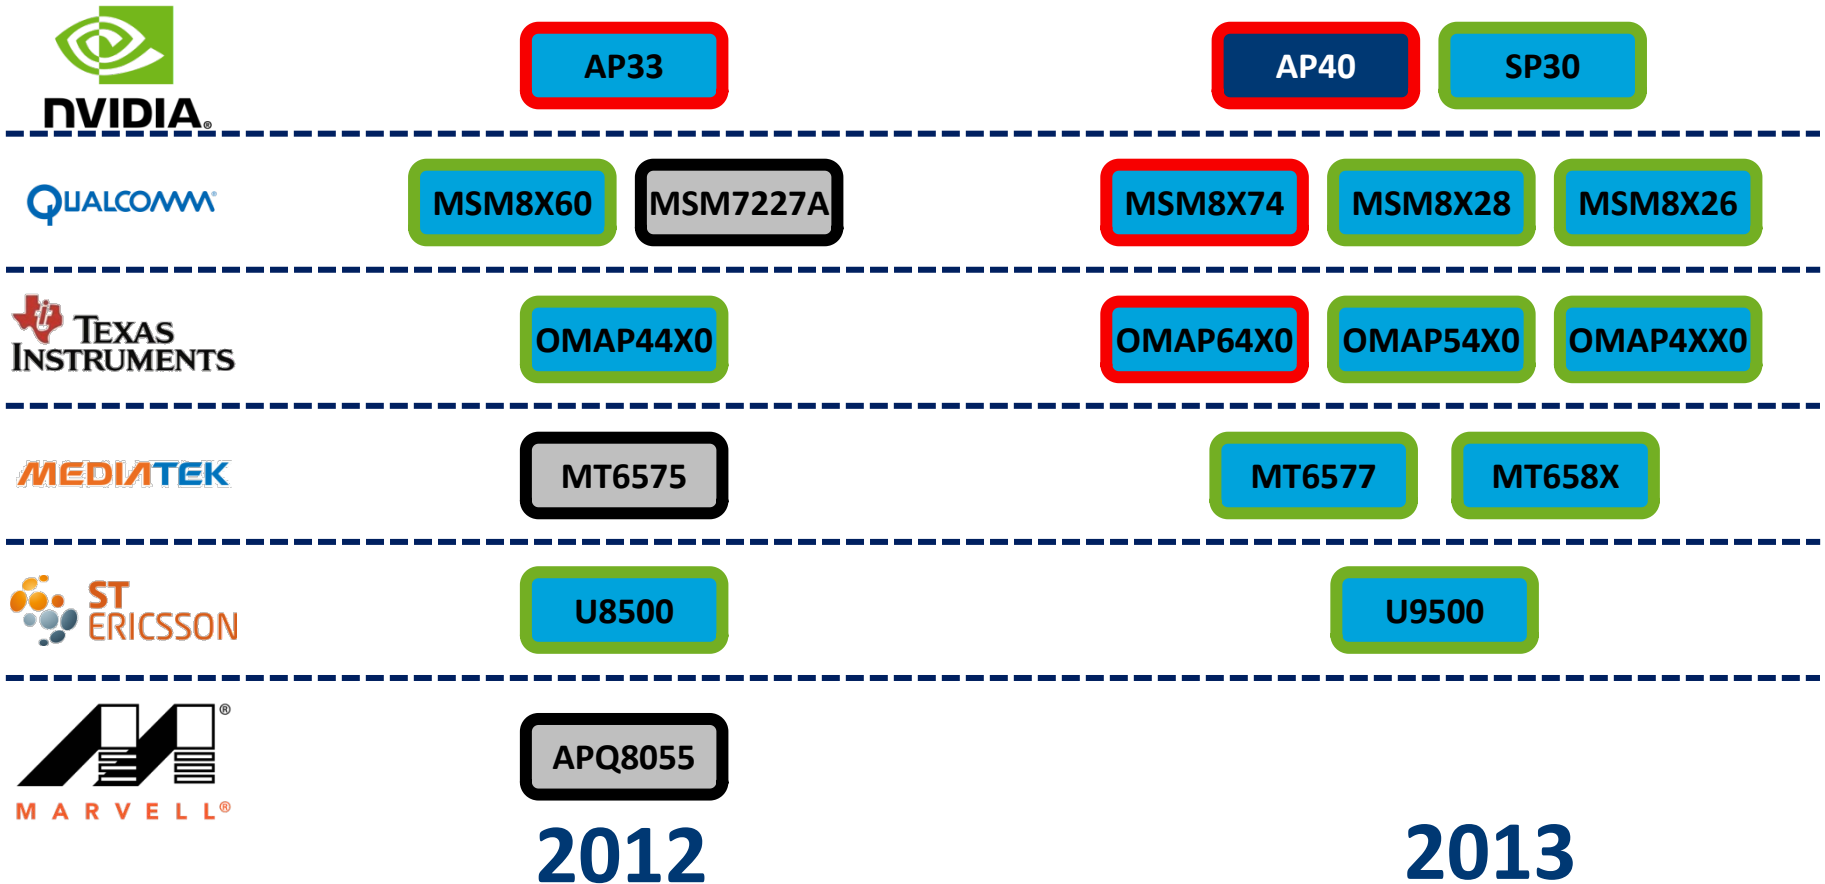 AP33 AP40 SP30
NVIDIA®
QUALCOMM® MSM8X60 MSM7227A MSM8X74 MSM8X28 MSM8X26
ti TEXAS INSTRUMENTS OMAP44X0 OMAP64X0 OMAP54X0 OMAP4XX0
MEDIATEK MT6575 MT6577 MT658X
ST
ERICSSON U8500 U9500
® APQ8055
MARVELL®
2012 2013